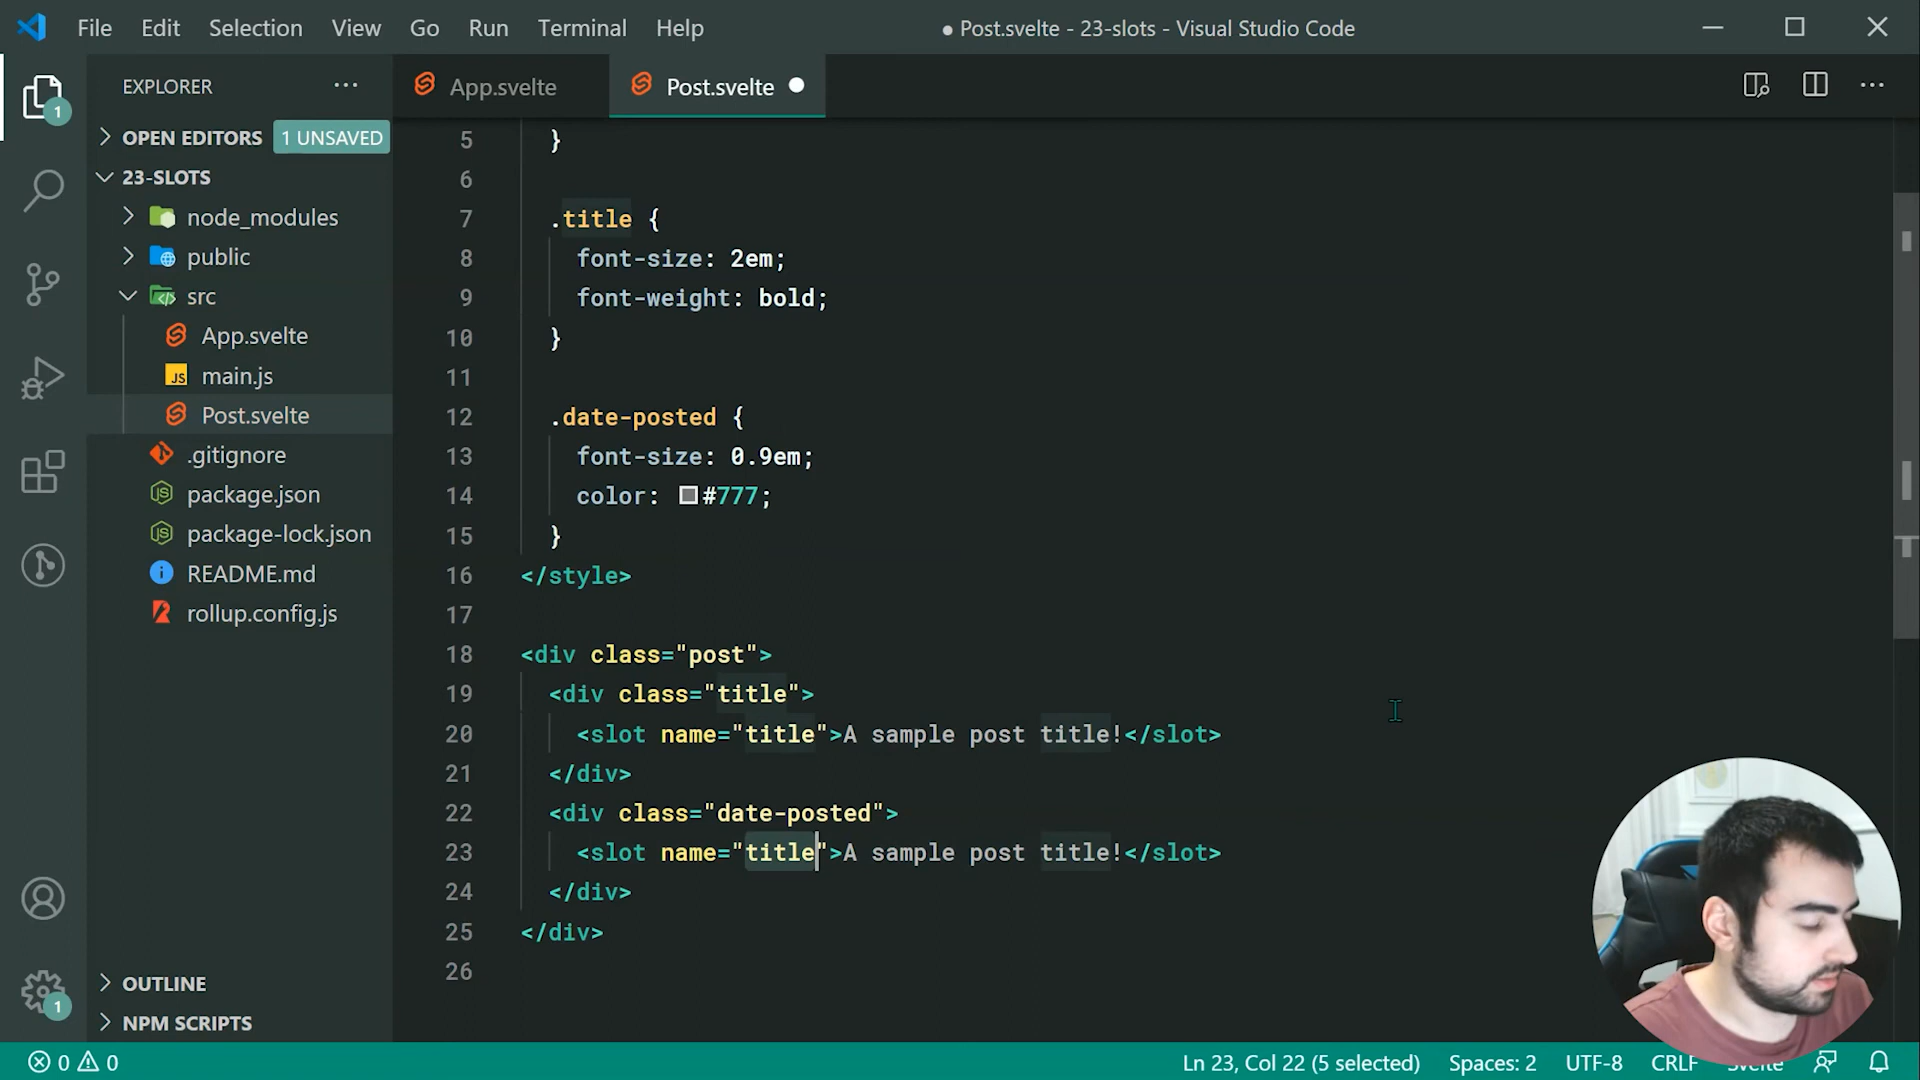 File Edit Selection View Go Run Terminal Help
● Post.svelte - 23-slots - Visual Studio Code
EXPLORER
App.svelte
Post.svelte
1
OPEN EDITORS 1 UNSAVED
23-SLOTS
node_modules
public
src
App.svelte
JS main.js
Post.svelte
.gitignore
package.json
package-lock.json
README.md
rollup.config.js
OUTLINE
NPM SCRIPTS
1
5 }
6
7 .title {
8 font-size: 2em;
9 font-weight: bold;
10 }
11
12 .date-posted {
13 font-size: 0.9em;
14 color: #777;
15 }
16 </style>
17
18 <div class="post">
19 <div class="title">
20 <slot name="title">A sample post title!</slot>
21 </div>
22 <div class="date-posted">
23 <slot name="title">A sample post title!</slot>
24 </div>
25 </div>
26
0 0
Ln 23, Col 22 (5 selected) Spaces: 2 UTF-8 CRLF Svelte